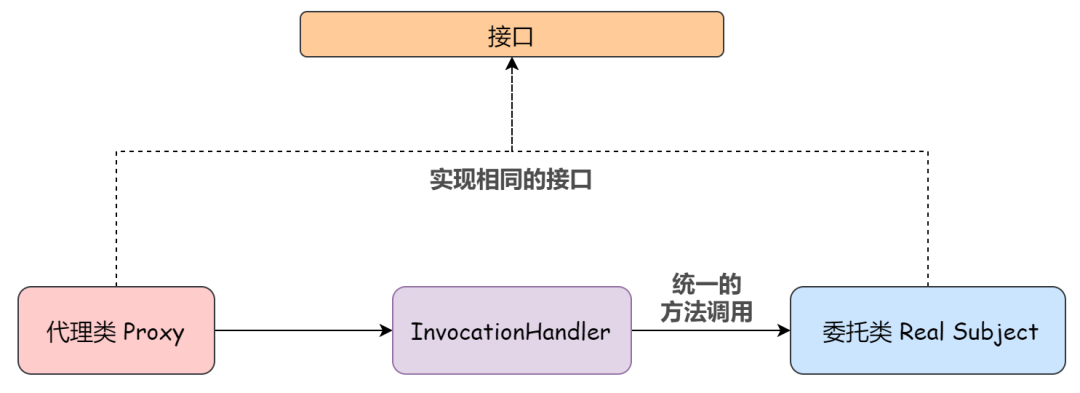 接口
实现相同的接口
统一的
方法调用
代理类 Proxy
InvocationHandler
委托类 Real Subject